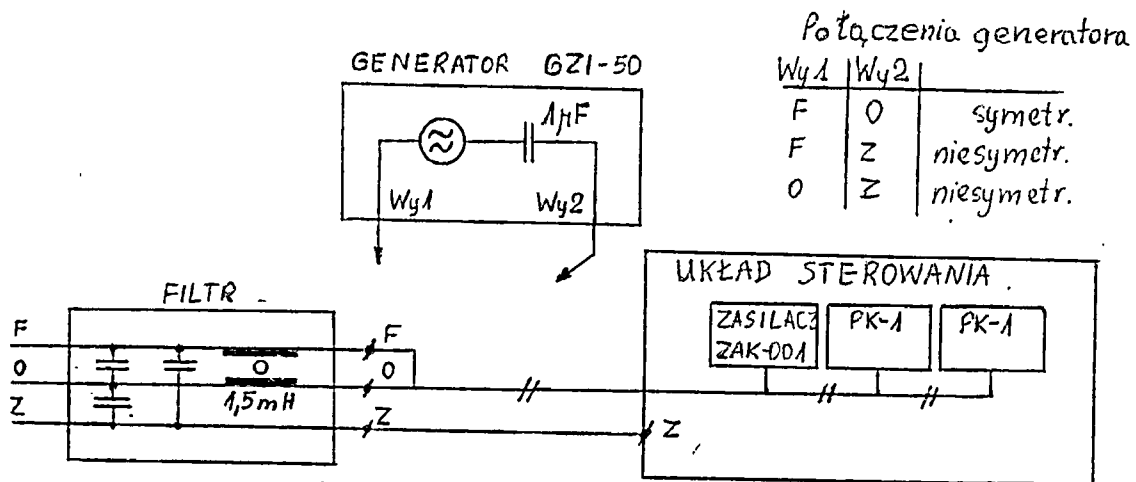 GENERATOR GZI-50
1µF
Wy1 Wy2
Połączenia generatora
Wy1 Wy2
F O symetr.
F Z niesymetr.
O Z niesymetr.
FILTR
F
O
Z
1,5mH
F
O
Z
UKŁAD STEROWANIA
ZASILACZ
ZAK-001
PK-1
PK-1
Z